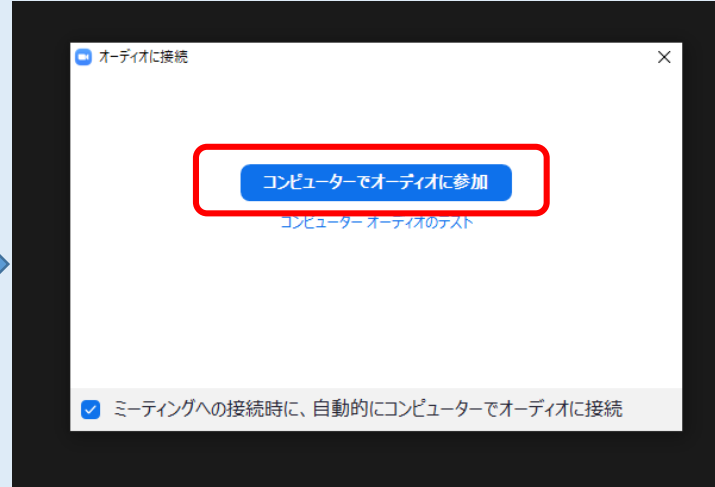 オーディオに接続
コンピューターでオーディオに参加
コンピューター オーディオのテスト
ミーティングへの接続時に、自動的にコンピューターでオーディオに接続